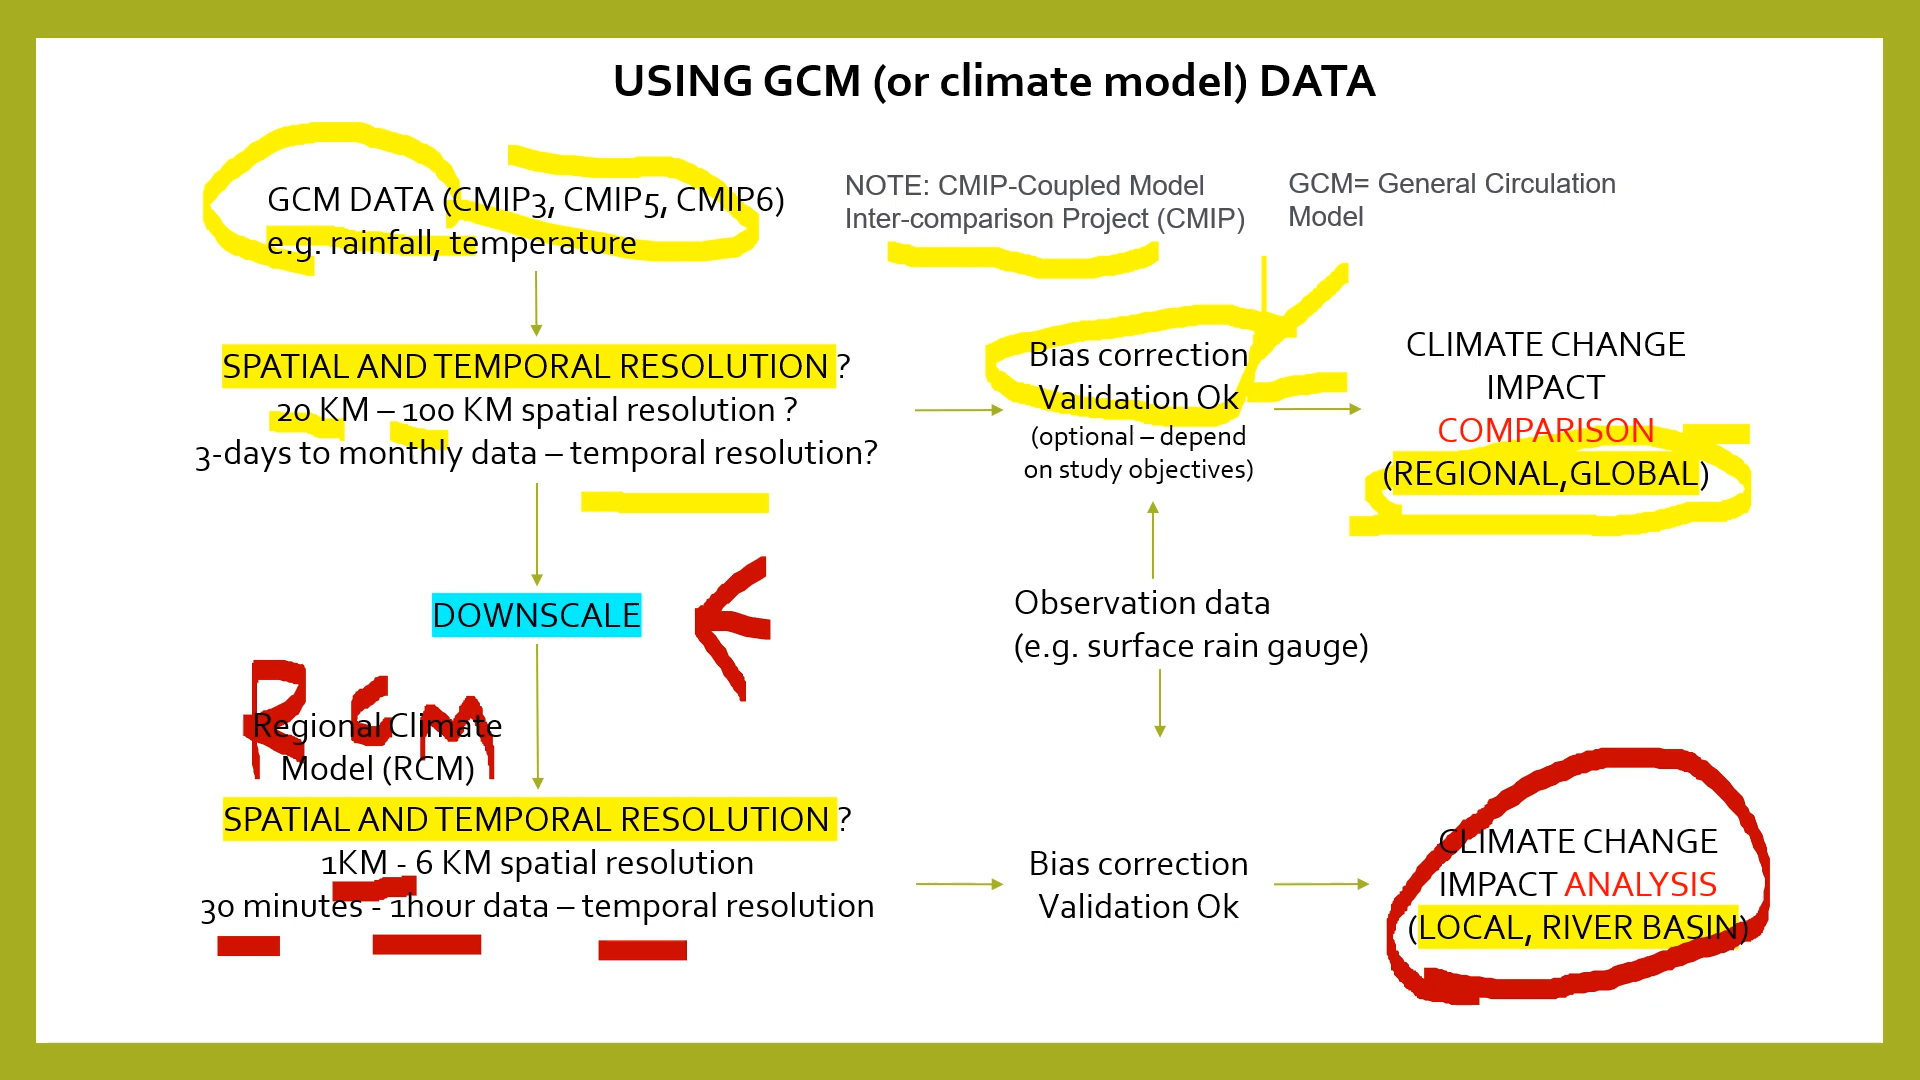 USING GCM (or climate model) DATA
GCM DATA (CMIP3, CMIP5, CMIP6)
e.g. rainfall, temperature
NOTE: CMIP-Coupled Model
Inter-comparison Project (CMIP)
GCM= General Circulation
Model
SPATIAL AND TEMPORAL RESOLUTION ?
20 KM – 100 KM spatial resolution ?
3-days to monthly data – temporal resolution?
Bias correction
Validation Ok
(optional – depend
on study objectives)
CLIMATE CHANGE
IMPACT
COMPARISON
(REGIONAL,GLOBAL)
DOWNSCALE
Observation data
(e.g. surface rain gauge)
RCM
Regional Climate
Model (RCM)
SPATIAL AND TEMPORAL RESOLUTION ?
1KM - 6 KM spatial resolution
30 minutes - 1hour data – temporal resolution
Bias correction
Validation Ok
CLIMATE CHANGE
IMPACT ANALYSIS
(LOCAL, RIVER BASIN)